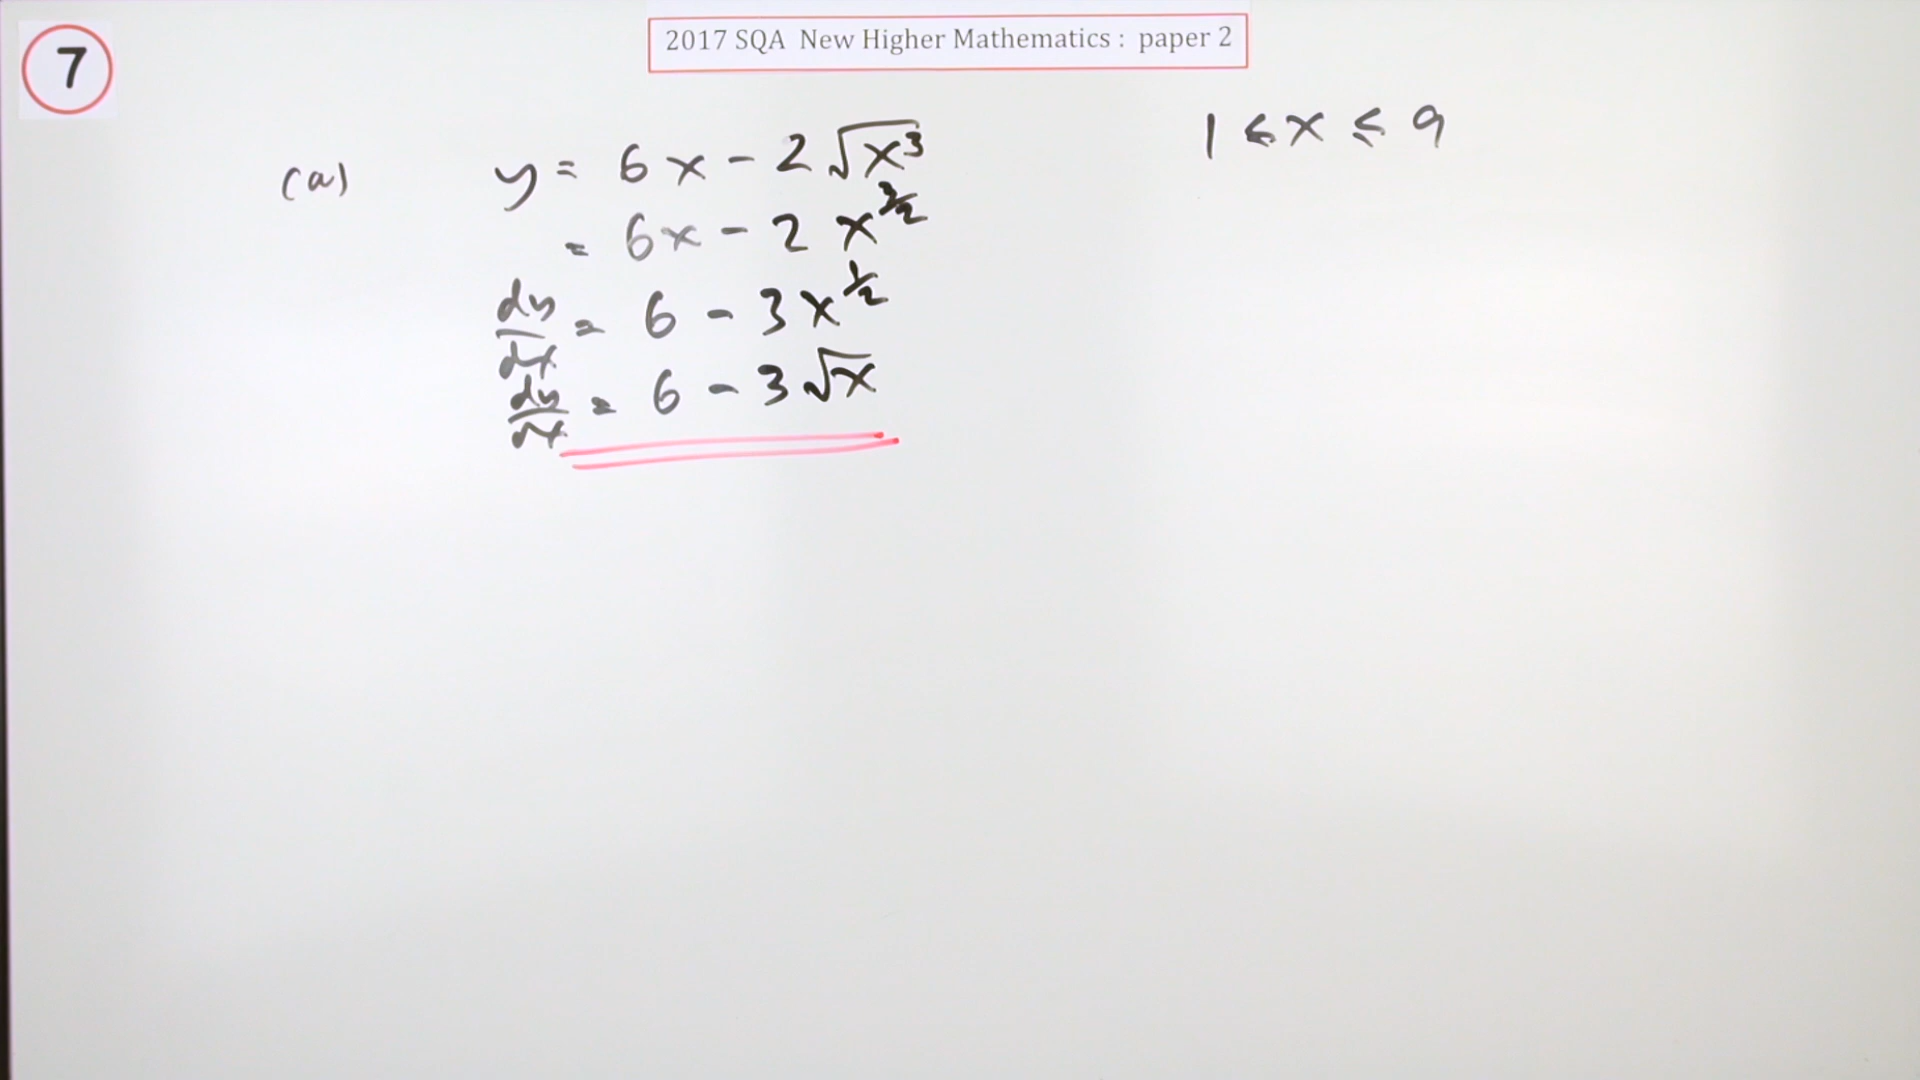 7
2017 SQA New Higher Mathematics : paper 2
1 ≤ x ≤ 9
(a) y = 6x - 2√x³
= 6x - 2x^3/2
dy/dx = 6 - 3x^1/2
dy/dx = 6 - 3√x